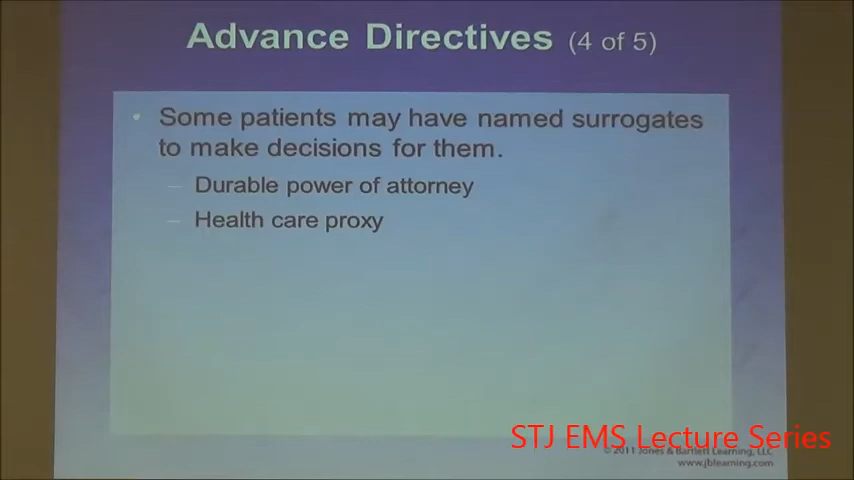 Advance Directives (4 of 5)
• Some patients may have named surrogates
to make decisions for them.
– Durable power of attorney
– Health care proxy
STJ EMS Lecture Series
© 2011 Jones & Bartlett Learning, LLC
www.jblearning.com